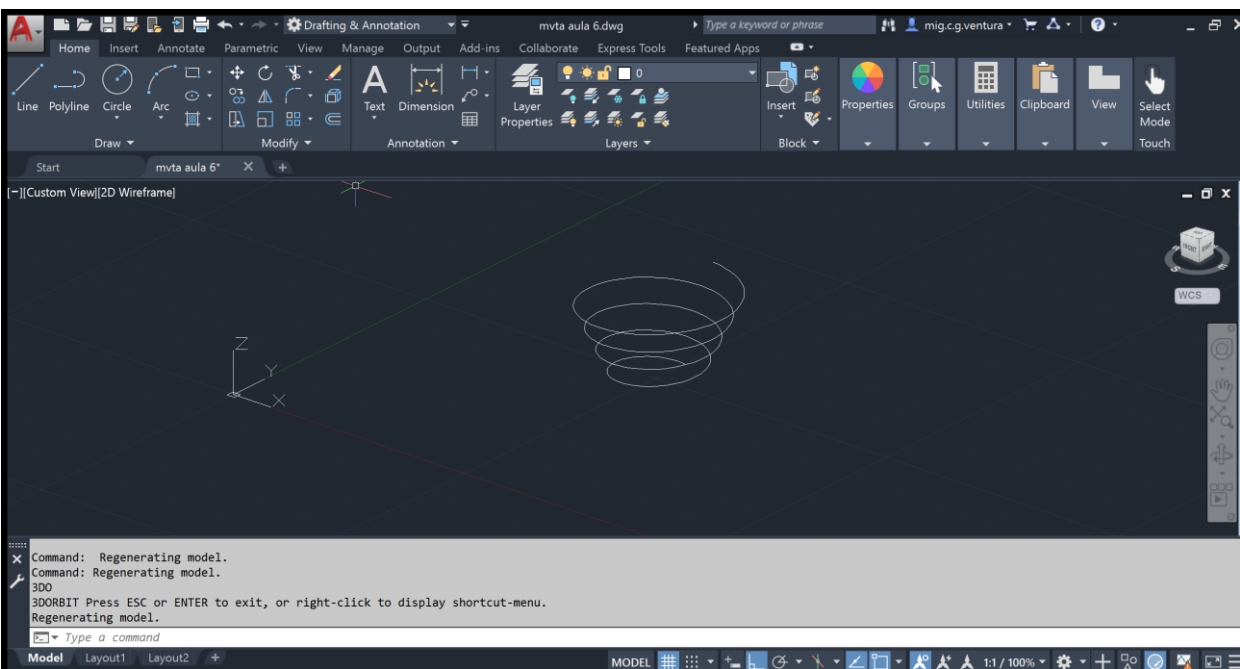 A
Drafting & Annotation
mvta aula 6.dwg
Type a keyword or phrase
mig.c.g.ventura
Home Insert Annotate Parametric View Manage Output Add-ins Collaborate Express Tools Featured Apps
Line Polyline Circle Arc
A
Text Dimension
Layer
Properties
0
Insert
Properties Groups Utilities Clipboard View Select
Mode
Draw Modify Annotation Layers Block Touch
Start mvta aula 6* +
[−][Custom View][2D Wireframe]
WCS
Z
Y
X
Command:  Regenerating model.
Command: Regenerating model.
3DO
3DORBIT Press ESC or ENTER to exit, or right-click to display shortcut-menu.
Regenerating model.
Type a command
Model Layout1 Layout2 +
MODEL 1:1 / 100%